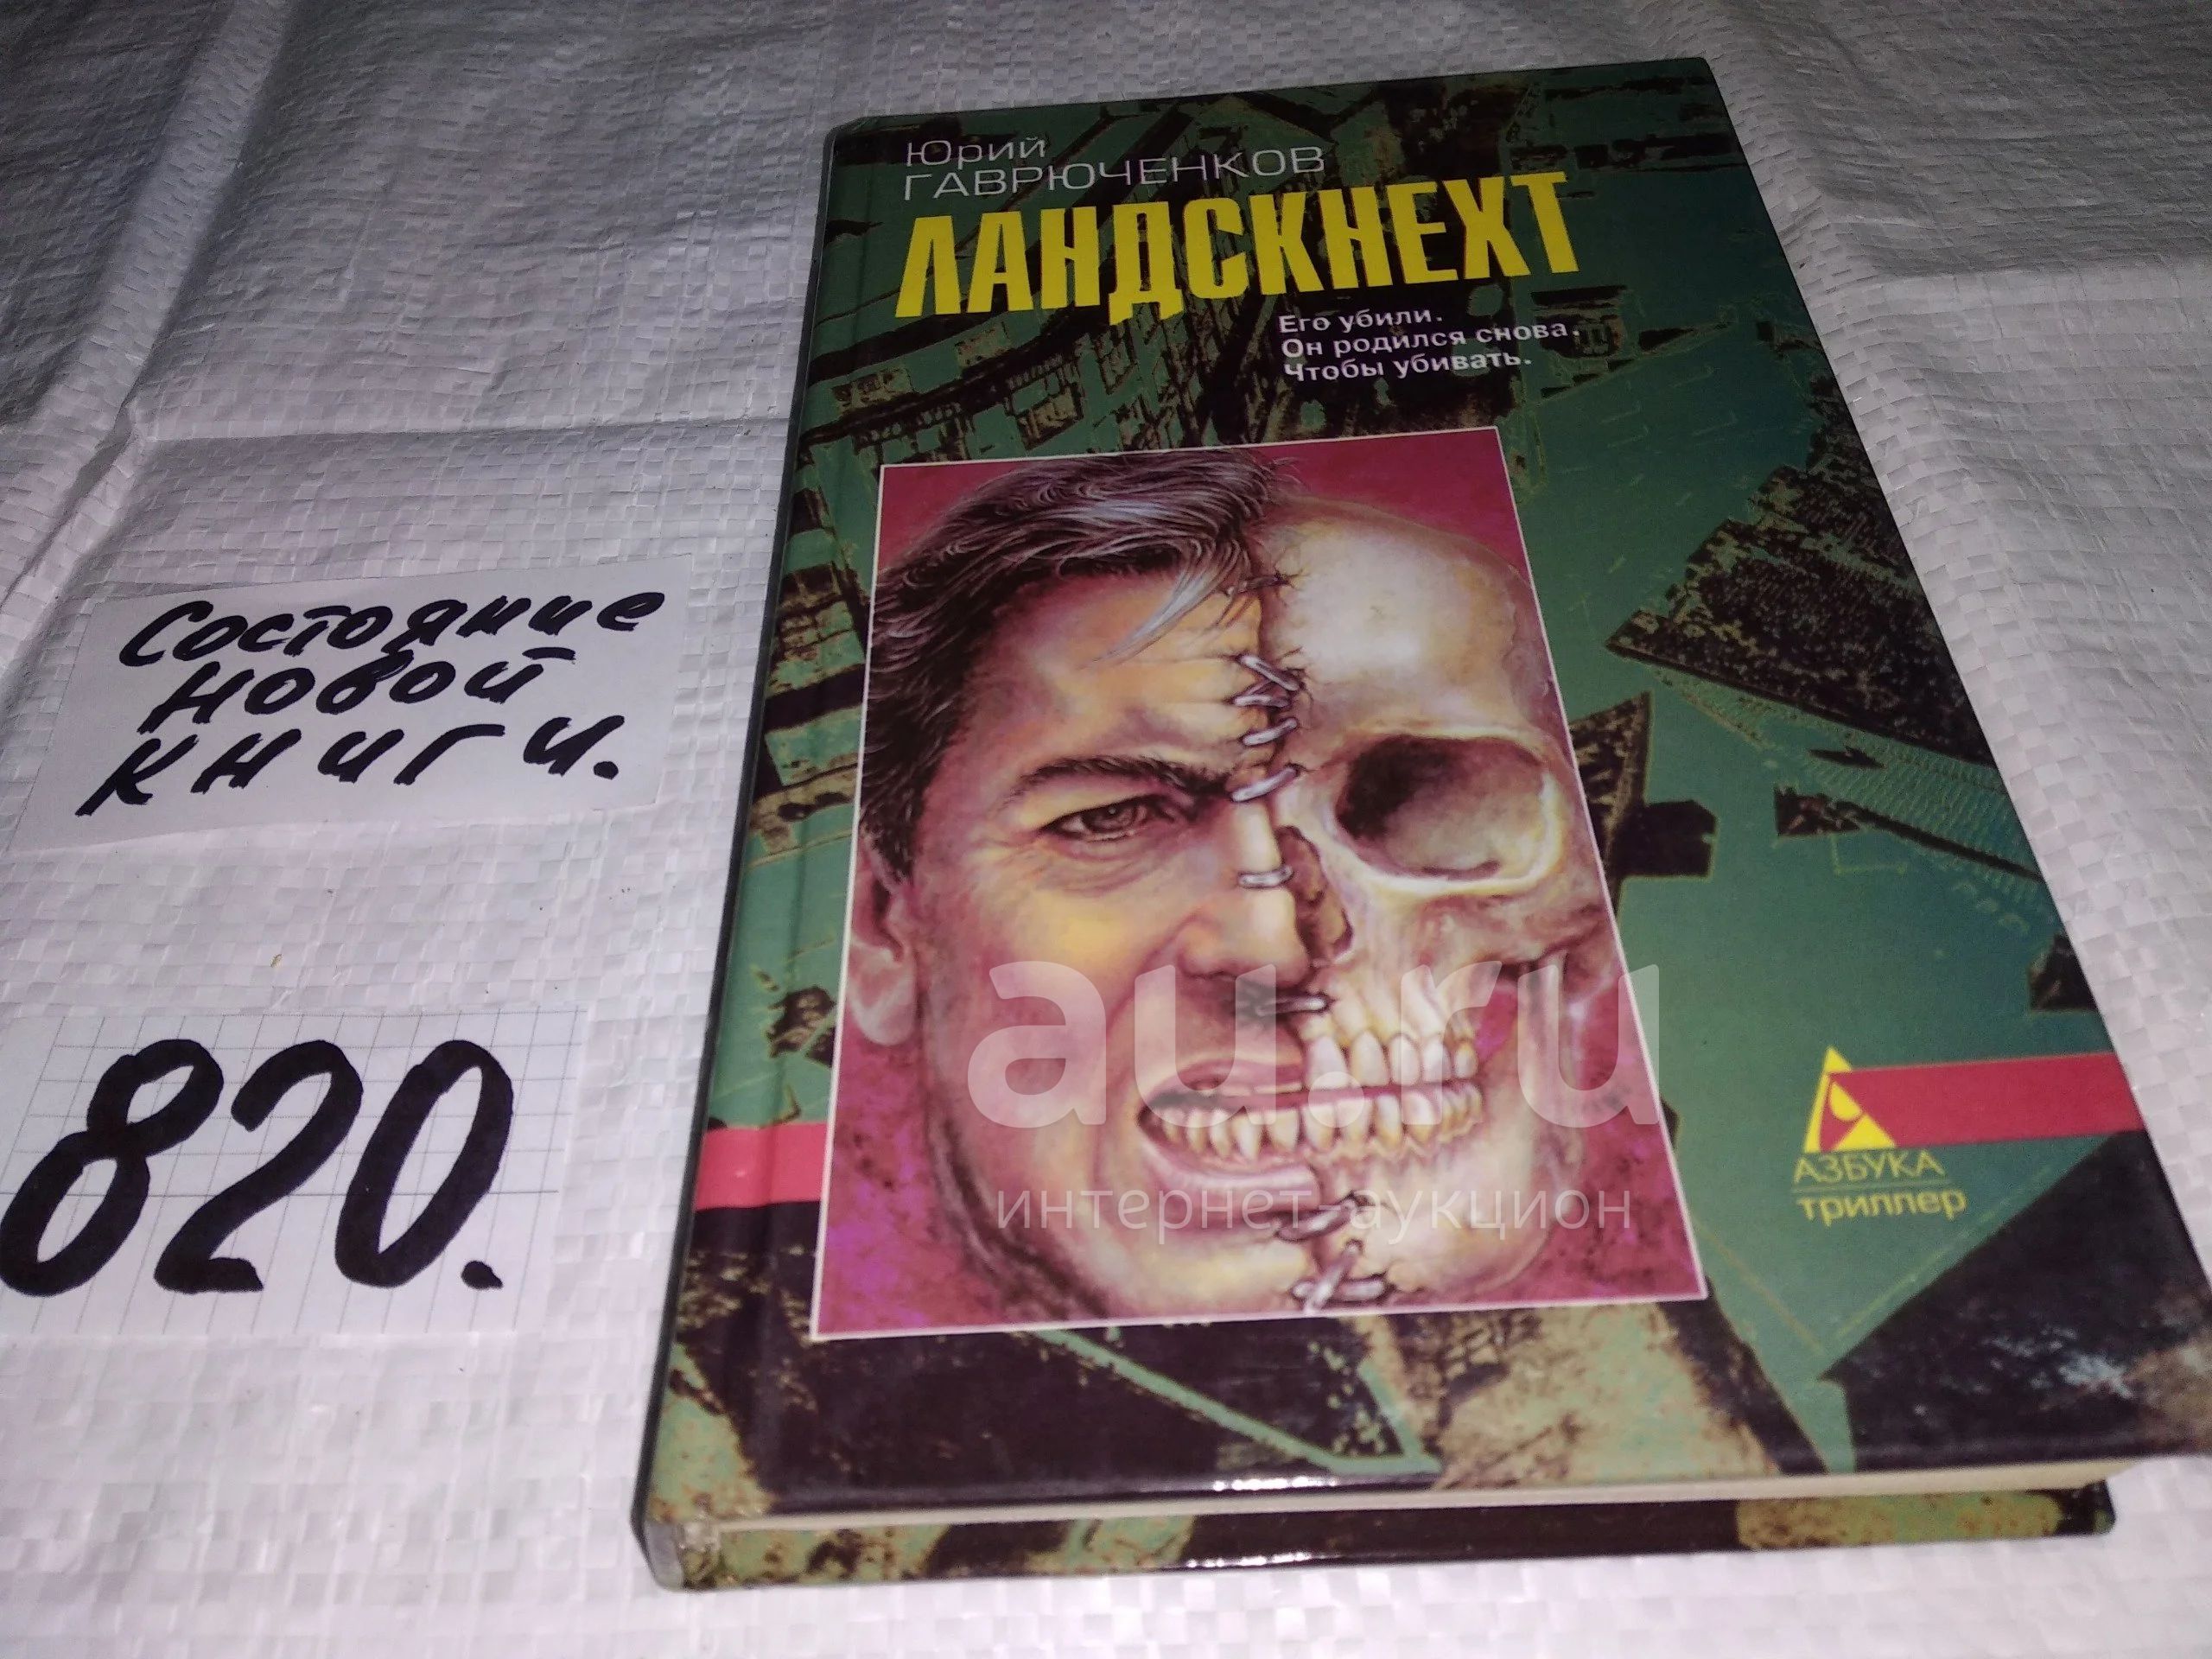 Юрий
ГАВРЮЧЕНКОВ
ЛАНДСКНЕХТ
Его убили.
Он родился снова.
Чтобы убивать.
Состояние
новой
книги.
820.
au.ru
интернет-аукцион
АЗБУКА
триллер